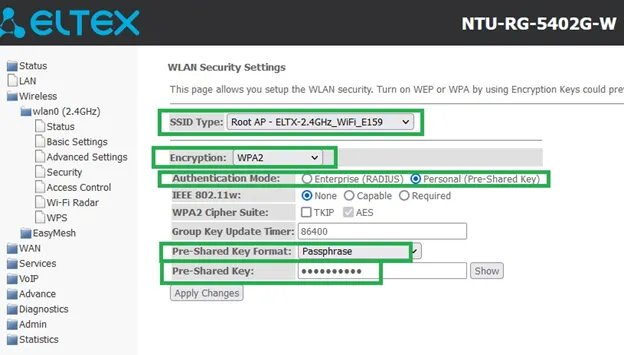 ELTEX
NTU-RG-5402G-W
Status
LAN
Wireless
wlan0 (2.4GHz)
Status
Basic Settings
Advanced Settings
Security
Access Control
Wi-Fi Radar
WPS
EasyMesh
WAN
Services
VoIP
Advance
Diagnostics
Admin
Statistics
WLAN Security Settings
This page allows you setup the WLAN security. Turn on WEP or WPA by using Encryption Keys could prev
SSID Type: Root AP - ELTX-2.4GHz_WiFi_E159
Encryption: WPA2
Authentication Mode: Enterprise (RADIUS) Personal (Pre-Shared Key)
IEEE 802.11w: None Capable Required
WPA2 Cipher Suite: TKIP AES
Group Key Update Timer: 86400
Pre-Shared Key Format: Passphrase
Pre-Shared Key: ●●●●●●●●●● Show
Apply Changes